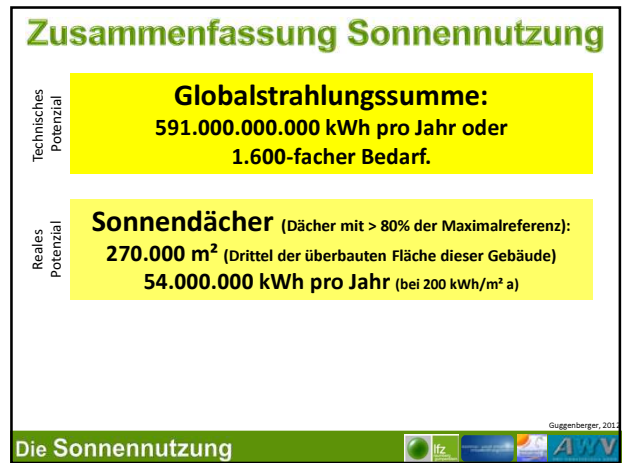 Zusammenfassung Sonnennutzung
Technisches
Potenzial
Globalstrahlungssumme:
591.000.000.000 kWh pro Jahr oder
1.600-facher Bedarf.
Reales
Potenzial
Sonnendächer (Dächer mit > 80% der Maximalreferenz):
270.000 m² (Drittel der überbauten Fläche dieser Gebäude)
54.000.000 kWh pro Jahr (bei 200 kWh/m² a)
Guggenberger, 2012
Die Sonnennutzung
lfz
AWV